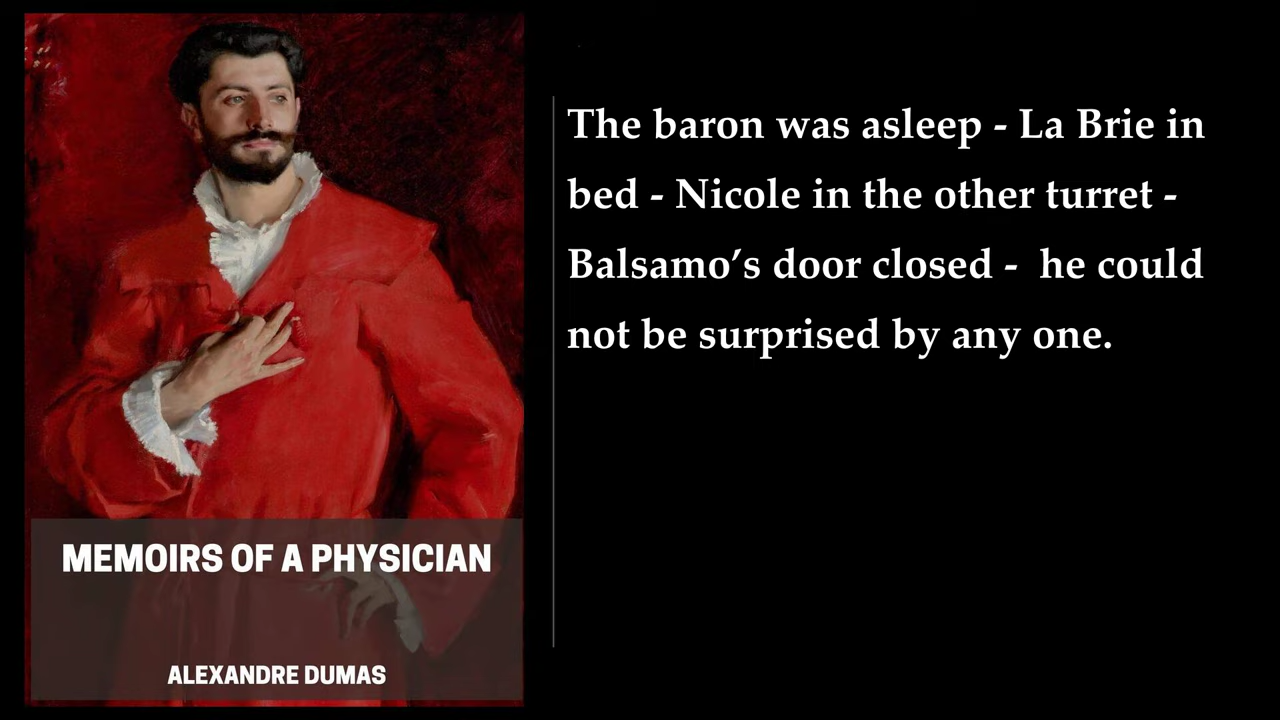 The baron was asleep - La Brie in
bed - Nicole in the other turret -
Balsamo’s door closed -  he could
not be surprised by any one.
MEMOIRS OF A PHYSICIAN
ALEXANDRE DUMAS